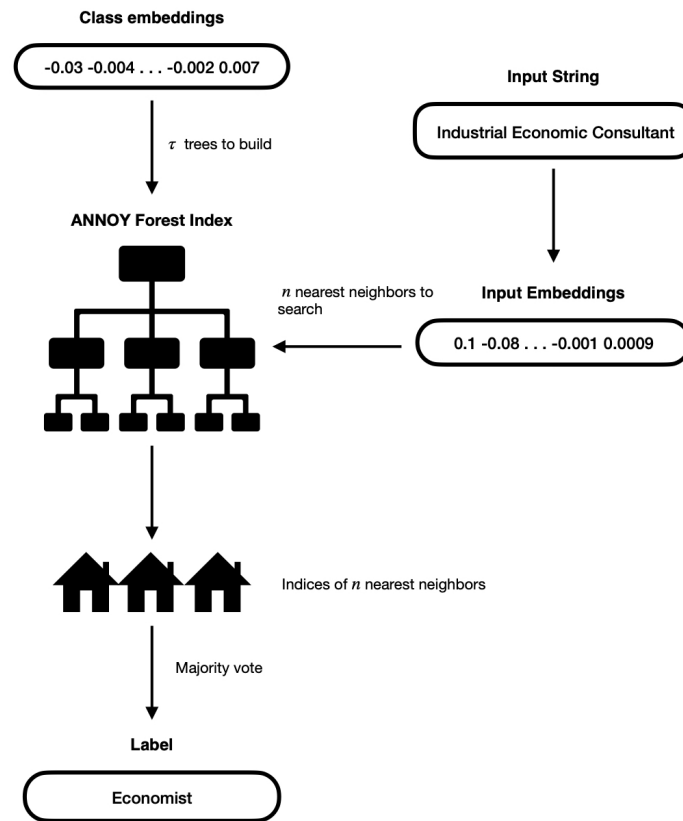 Class embeddings
-0.03 -0.004 . . . -0.002 0.007
Input String
Industrial Economic Consultant
τ trees to build
ANNOY Forest Index
n nearest neighbors to
search
Input Embeddings
0.1 -0.08 . . . -0.001 0.0009
Indices of n nearest neighbors
Majority vote
Label
Economist